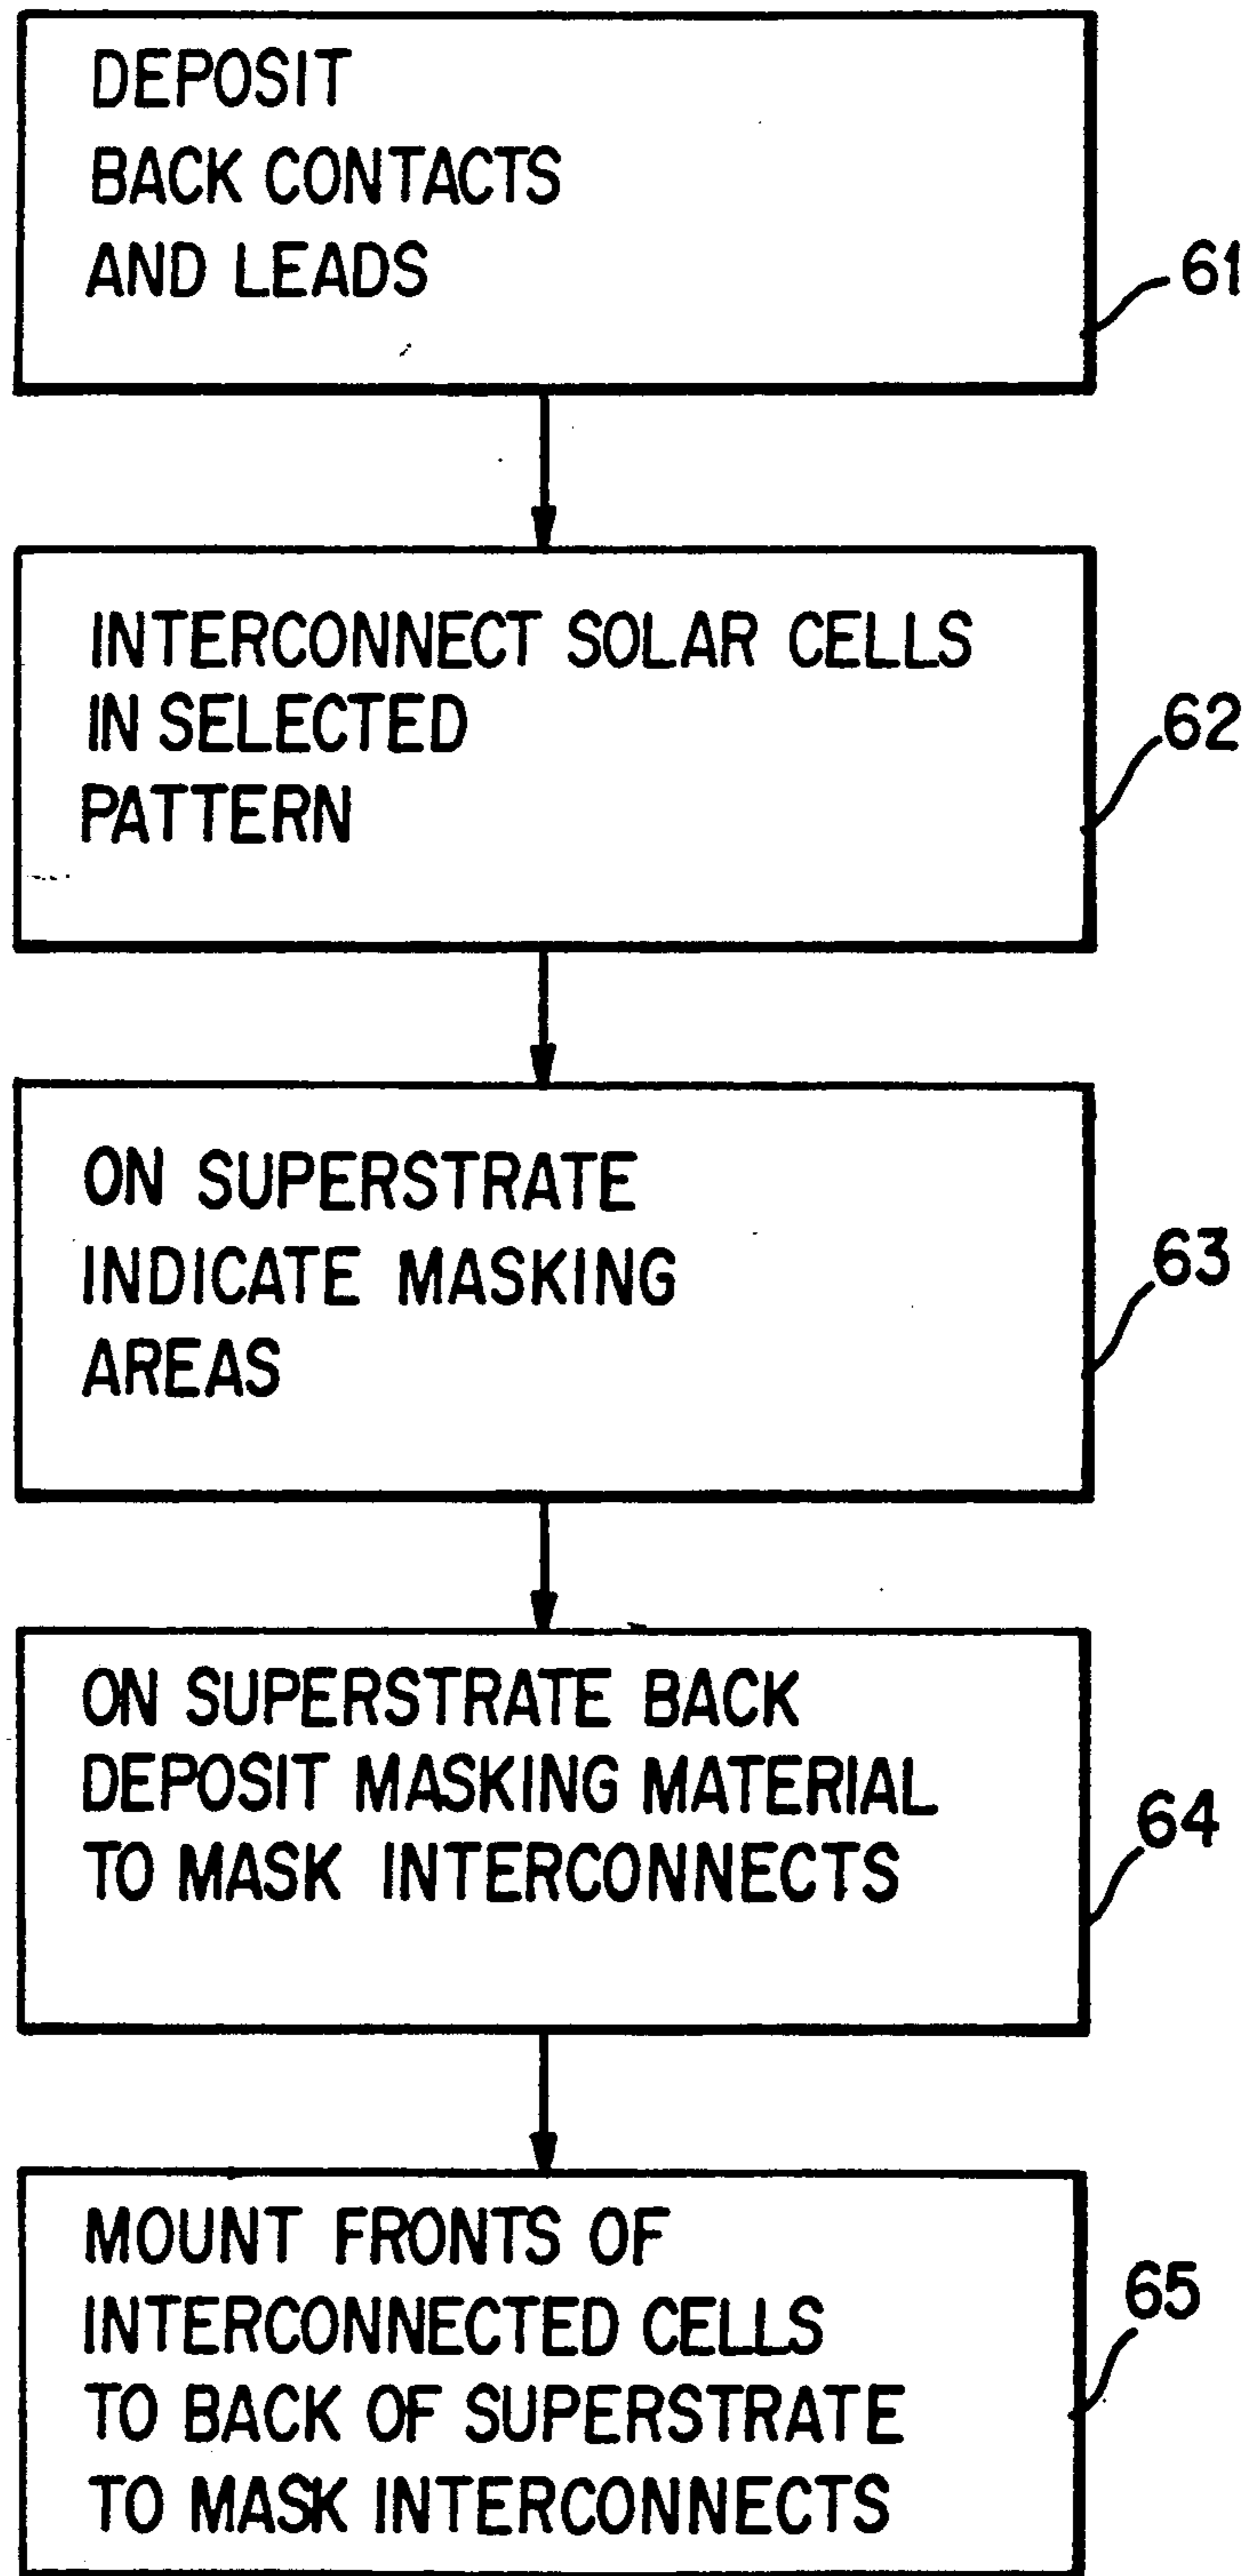 DEPOSIT
BACK CONTACTS
AND LEADS
61
INTERCONNECT SOLAR CELLS
IN SELECTED
PATTERN
62
ON SUPERSTRATE
INDICATE MASKING
AREAS
63
ON SUPERSTRATE BACK
DEPOSIT MASKING MATERIAL
TO MASK INTERCONNECTS
64
MOUNT FRONTS OF
INTERCONNECTED CELLS
TO BACK OF SUPERSTRATE
TO MASK INTERCONNECTS
65